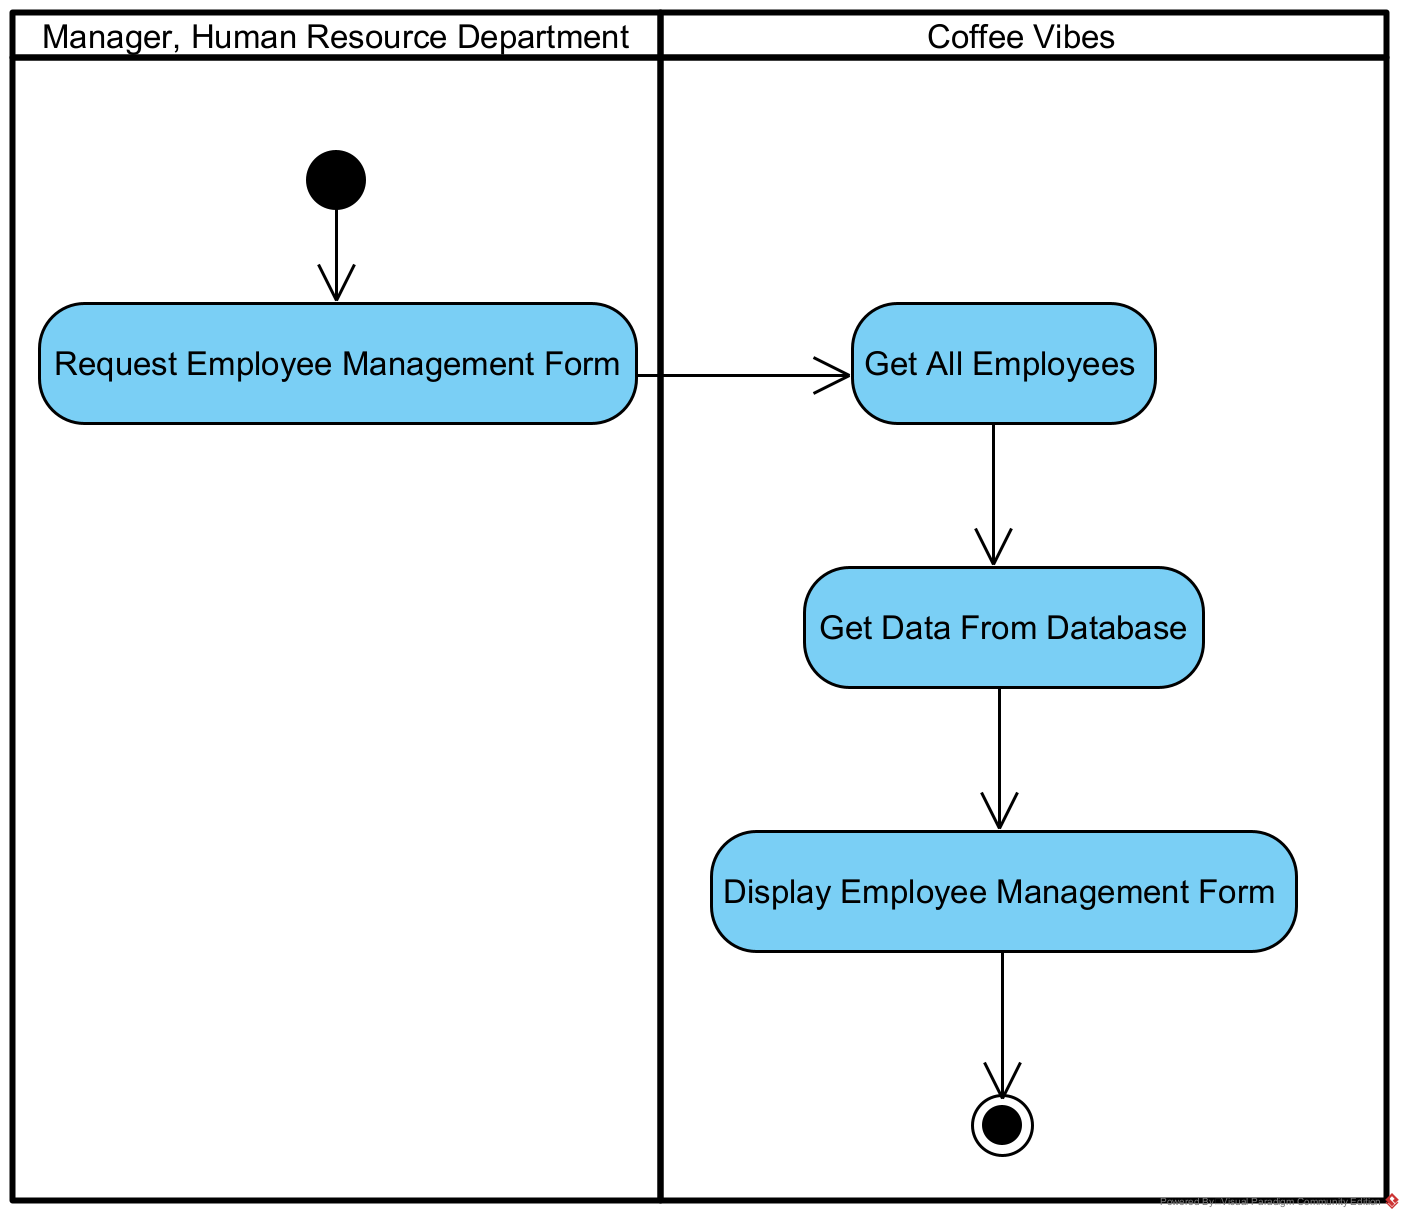 Manager, Human Resource Department
Coffee Vibes
Request Employee Management Form
Get All Employees
Get Data From Database
Display Employee Management Form
Powered By: Visual Paradigm Community Edition